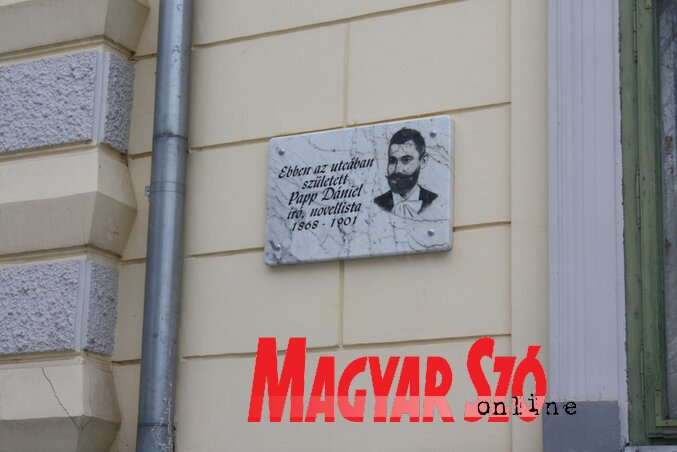 Ebben az utcában
született
Papp Dániel
író, novellista
1868 - 1901
MAGYAR SZÓ
online